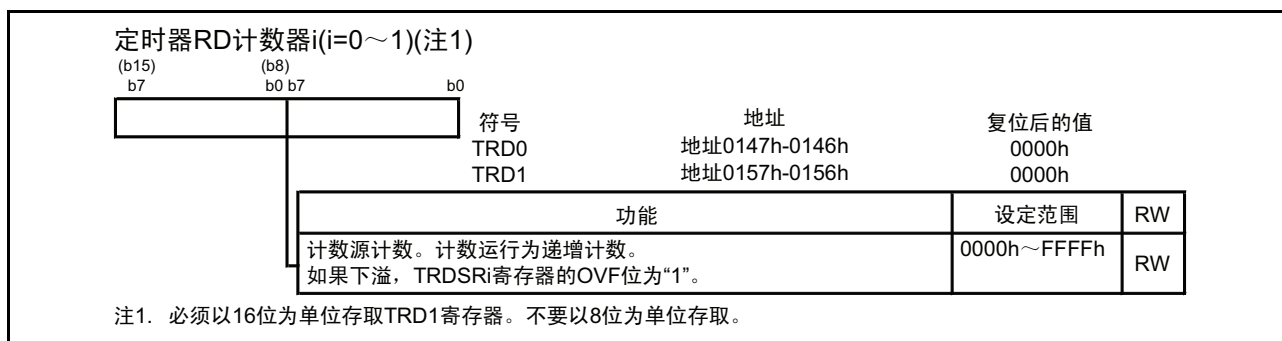 定时器RD计数器i(i=0～1)(注1)
(b15) (b8)
b7 b0 b7 b0
符号 地址 复位后的值
TRD0 地址0147h-0146h 0000h
TRD1 地址0157h-0156h 0000h
功能 设定范围 RW
计数源计数。计数运行为递增计数。 0000h～FFFFh RW
如果下溢，TRDSRi寄存器的OVF位为“1”。
注1. 必须以16位为单位存取TRD1寄存器。不要以8位为单位存取。